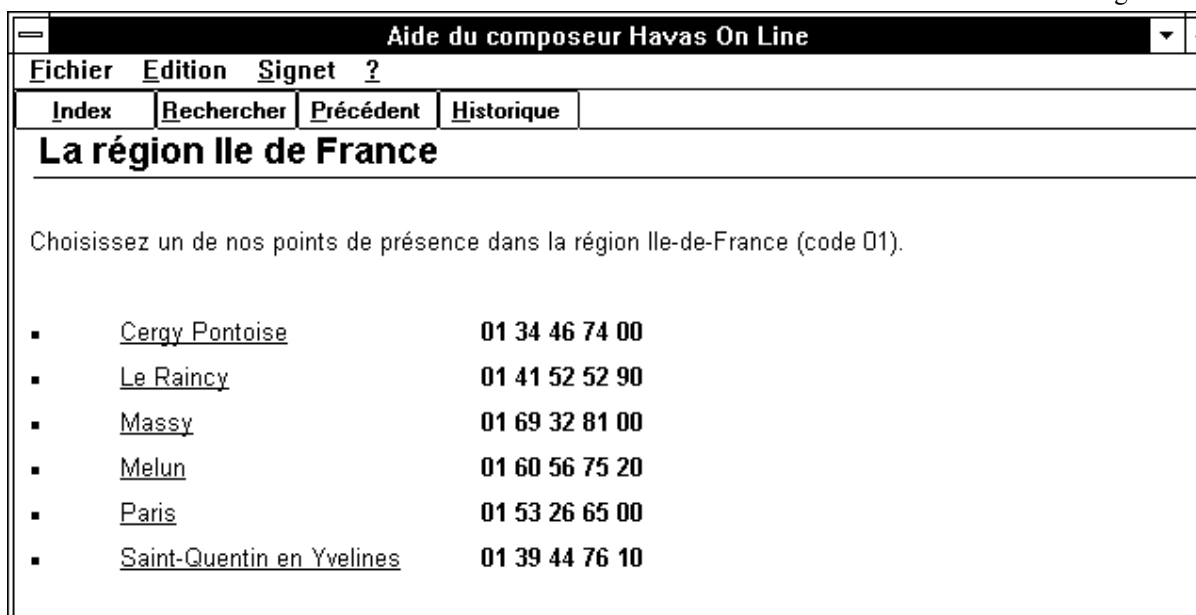 Aide du composeur Havas On Line
Fichier Edition Signet ?
Index Rechercher Précédent Historique
La région Ile de France
Choisissez un de nos points de présence dans la région Ile-de-France (code 01).
Cergy Pontoise 01 34 46 74 00
Le Raincy 01 41 52 52 90
Massy 01 69 32 81 00
Melun 01 60 56 75 20
Paris 01 53 26 65 00
Saint-Quentin en Yvelines 01 39 44 76 10